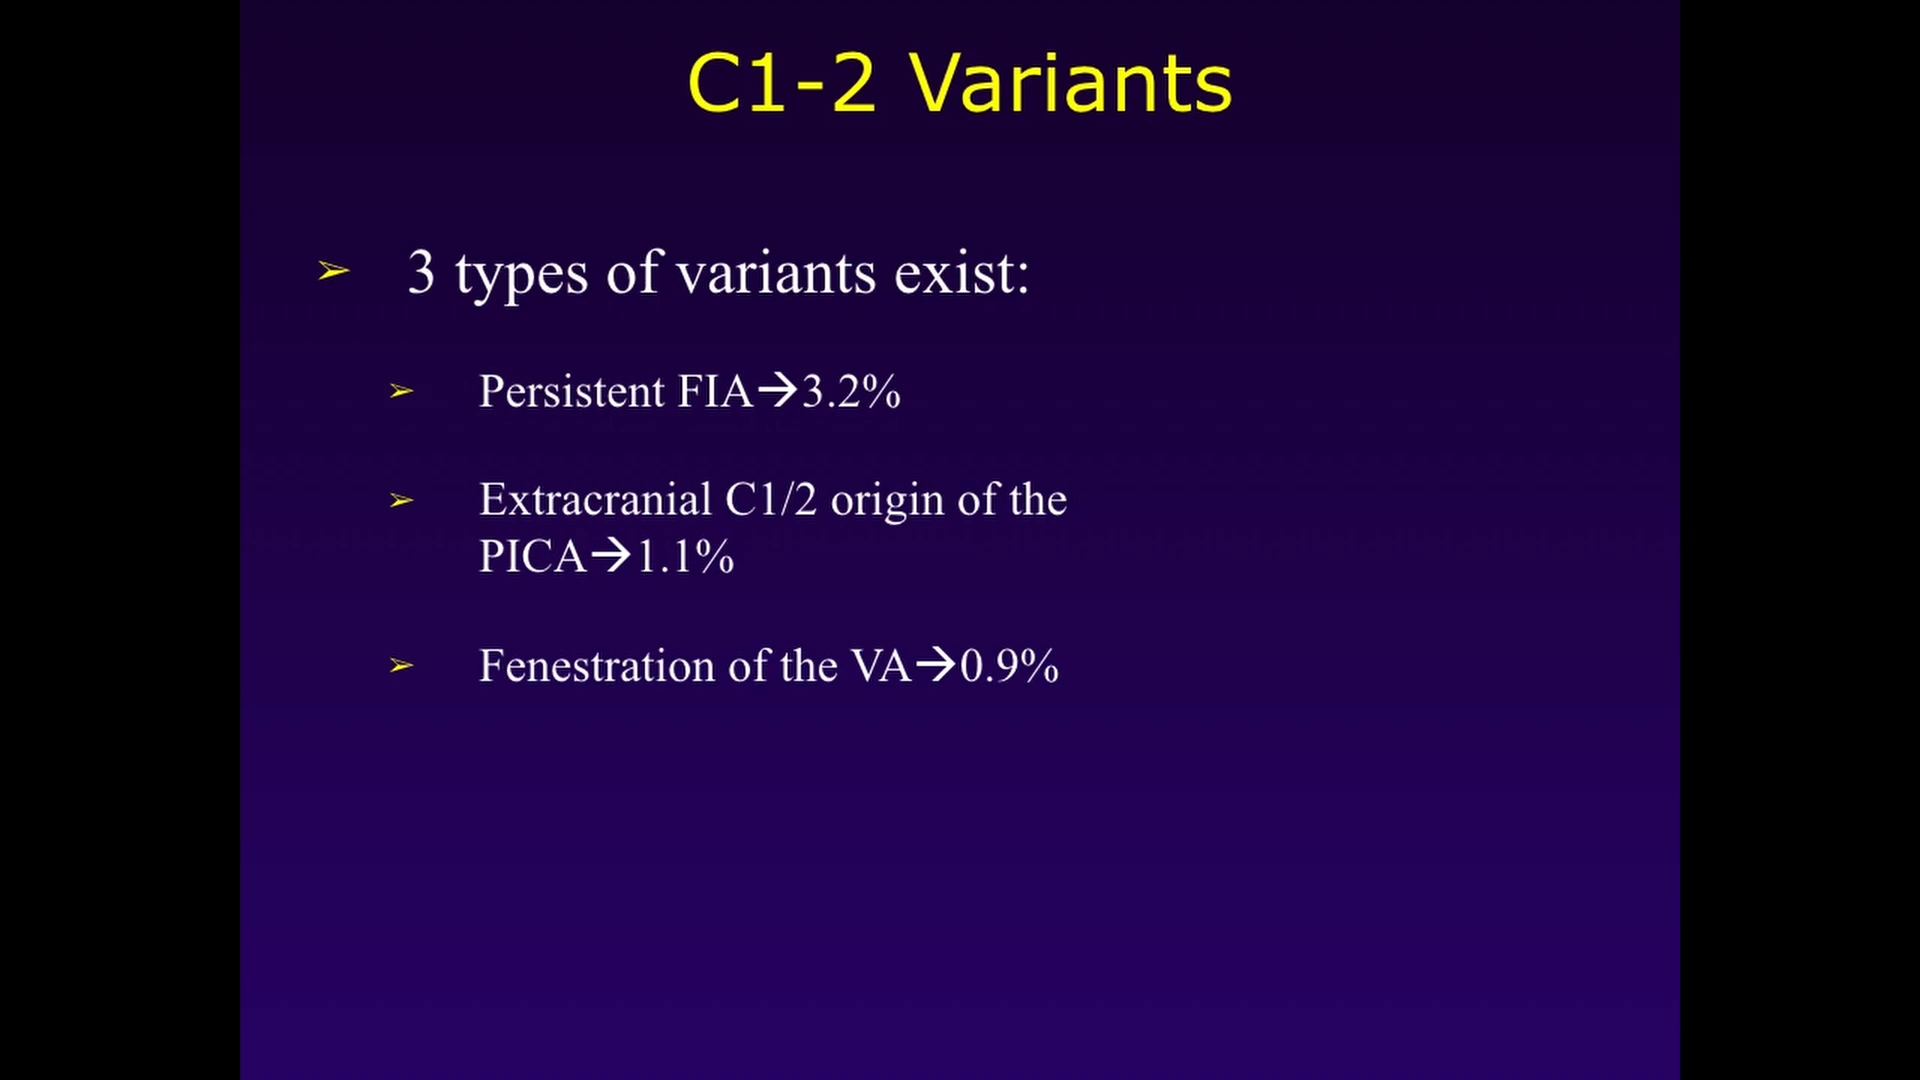 C1-2 Variants
➢ 3 types of variants exist:
➢ Persistent FIA→3.2%
➢ Extracranial C1/2 origin of the
PICA→1.1%
➢ Fenestration of the VA→0.9%